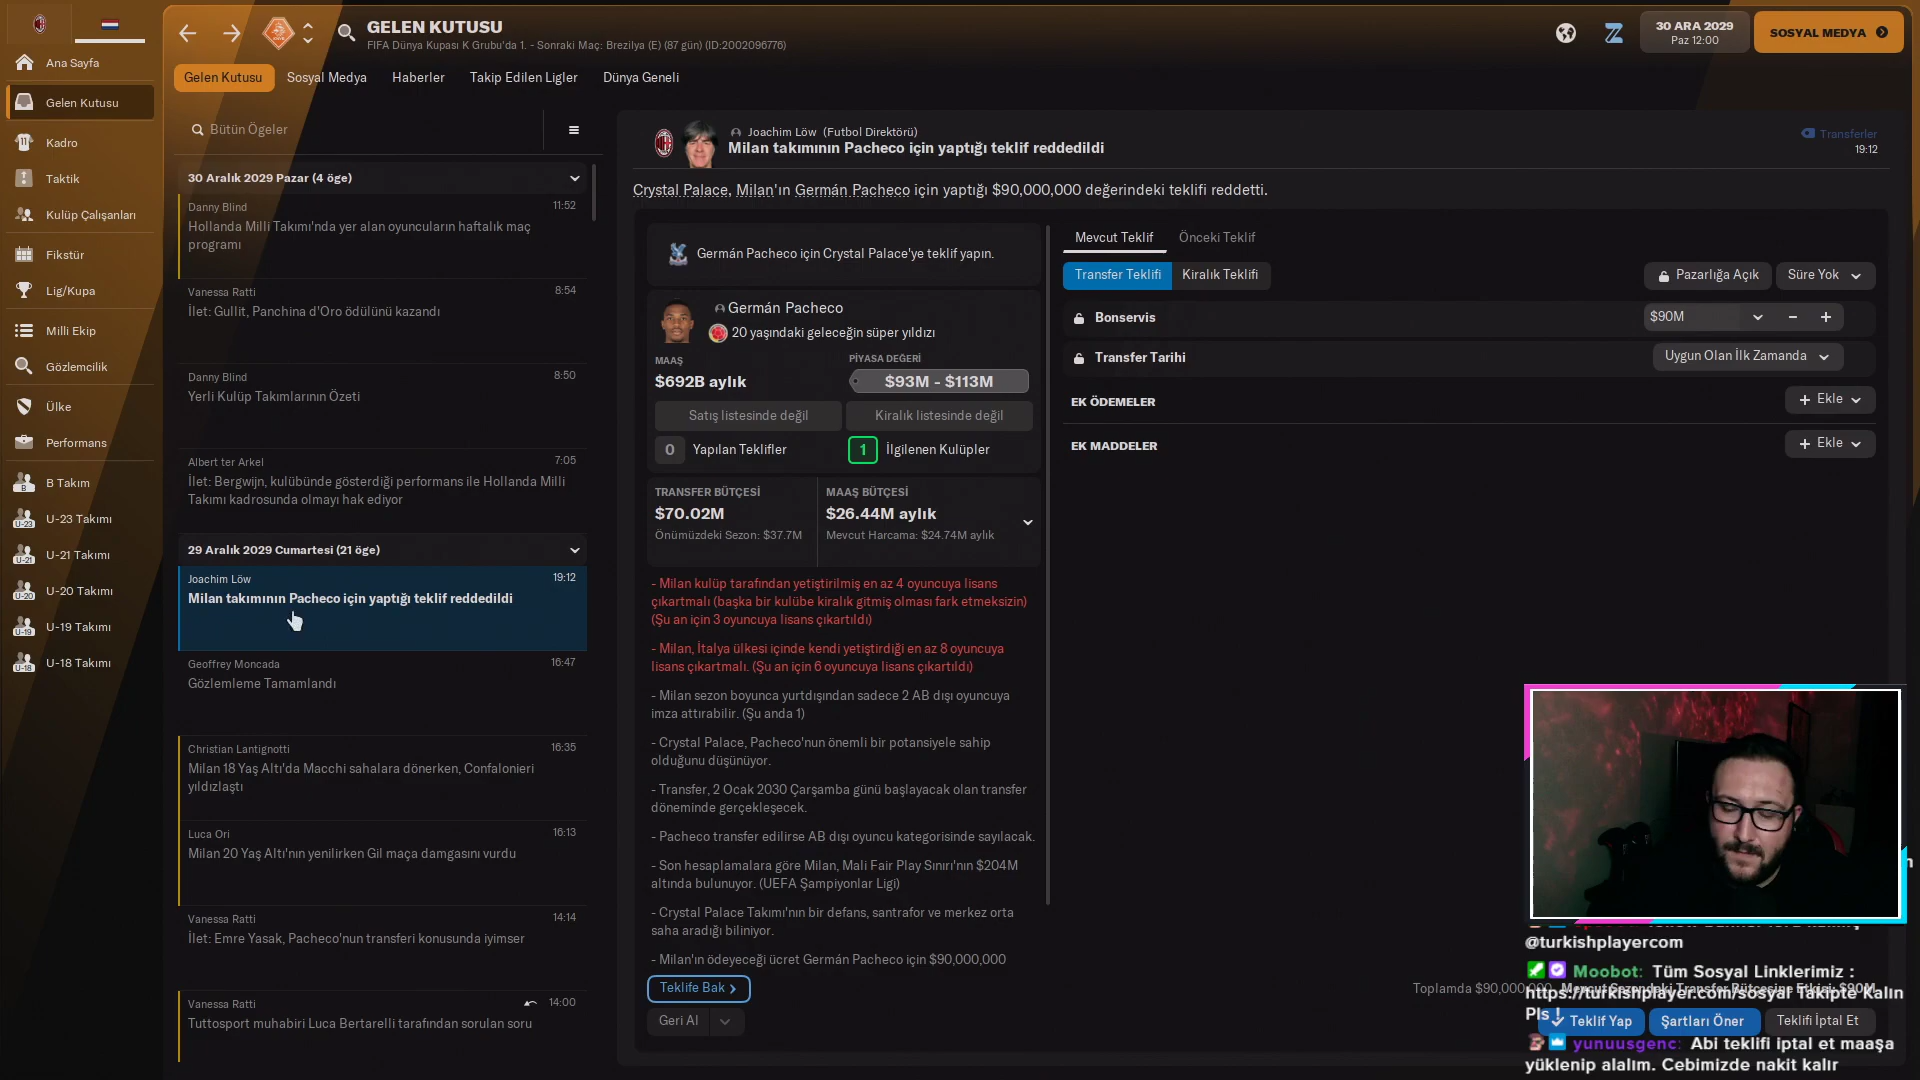 GELEN KUTUSU
FIFA Dünya Kupası K Grubu'da 1. - Sonraki Maç: Brezilya (E) (87 gün) (ID:2002096776)
30 ARA 2029
Paz 12:00
SOSYAL MEDYA
Gelen Kutusu
Sosyal Medya
Haberler
Takip Edilen Ligler
Dünya Geneli
Ana Sayfa
Gelen Kutusu
Kadro
Taktik
Kulüp Çalışanları
Fikstür
Lig/Kupa
Milli Ekip
Gözlemcilik
Ülke
Performans
B Takım
U-23 Takımı
U-21 Takımı
U-20 Takımı
U-19 Takımı
U-18 Takımı
Bütün Ögeler
30 Aralık 2029 Pazar (4 öge)
Danny Blind 11:52
Hollanda Milli Takımı'nda yer alan oyuncuların haftalık maç
programı
Vanessa Ratti 8:54
İlet: Gullit, Panchina d'Oro ödülünü kazandı
Danny Blind 8:50
Yerli Kulüp Takımlarının Özeti
Albert ter Arkel 7:05
İlet: Bergwijn, kulübünde gösterdiği performans ile Hollanda Milli
Takımı kadrosunda olmayı hak ediyor
29 Aralık 2029 Cumartesi (21 öge)
Joachim Löw 19:12
Milan takımının Pacheco için yaptığı teklif reddedildi
Geoffrey Moncada 16:47
Gözlemleme Tamamlandı
Christian Lantignotti 16:35
Milan 18 Yaş Altı'da Macchi sahalara dönerken, Confalonieri
yıldızlaştı
Luca Ori 16:13
Milan 20 Yaş Altı'nın yenilirken Gil maça damgasını vurdu
Vanessa Ratti 14:14
İlet: Emre Yasak, Pacheco'nun transferi konusunda iyimser
Vanessa Ratti 14:00
Tuttosport muhabiri Luca Bertarelli tarafından sorulan soru
Joachim Löw (Futbol Direktörü)
Milan takımının Pacheco için yaptığı teklif reddedildi
Transferler
19:12
Crystal Palace, Milan'ın Germán Pacheco için yaptığı $90,000,000 değerindeki teklifi reddetti.
Germán Pacheco için Crystal Palace'ye teklif yapın.
Germán Pacheco
20 yaşındaki geleceğin süper yıldızı
MAAŞ
$692B aylık
PİYASA DEĞERİ
$93M - $113M
Satış listesinde değil
Kiralık listesinde değil
0 Yapılan Teklifler
1 İlgilenen Kulüpler
TRANSFER BÜTÇESİ
$70.02M
Önümüzdeki Sezon: $37.7M
MAAŞ BÜTÇESİ
$26.44M aylık
Mevcut Harcama: $24.74M aylık
- Milan kulüp tarafından yetiştirilmiş en az 4 oyuncuya lisans
çıkartmalı (başka bir kulübe kiralık gitmiş olması fark etmeksizin)
(Şu an için 3 oyuncuya lisans çıkartıldı)
- Milan, İtalya ülkesi içinde kendi yetiştirdiği en az 8 oyuncuya
lisans çıkartmalı. (Şu an için 6 oyuncuya lisans çıkartıldı)
- Milan sezon boyunca yurtdışından sadece 2 AB dışı oyuncuya
imza attırabilir. (Şu anda 1)
- Crystal Palace, Pacheco'nun önemli bir potansiyele sahip
olduğunu düşünüyor.
- Transfer, 2 Ocak 2030 Çarşamba günü başlayacak olan transfer
döneminde gerçekleşecek.
- Pacheco transfer edilirse AB dışı oyuncu kategorisinde sayılacak.
- Son hesaplamalara göre Milan, Mali Fair Play Sınırı'nın $204M
altında bulunuyor. (UEFA Şampiyonlar Ligi)
- Crystal Palace Takımı'nın bir defans, santrafor ve merkez orta
saha aradığı biliniyor.
- Milan'ın ödeyeceği ücret Germán Pacheco için $90,000,000
Teklife Bak
Geri Al
Mevcut Teklif
Önceki Teklif
Transfer Teklifi
Kiralık Teklifi
Pazarlığa Açık
Süre Yok
Bonservis
$90M
Transfer Tarihi
Uygun Olan İlk Zamanda
EK ÖDEMELER
Ekle
EK MADDELER
Ekle
Toplamda $90,000,000. Mevcut Sezondaki Transfer Bütçesine Etkisi: $90M
Teklif Yap
Şartları Öner
Teklifi İptal Et
@turkishplayercom
Moobot: Tüm Sosyal Linklerimiz :
https://turkishplayer.com/sosyal Takipte Kalın
Pls !
yunuusgenc: Abi teklifi iptal et maaşa
yüklenip alalım. Cebimizde nakit kalır